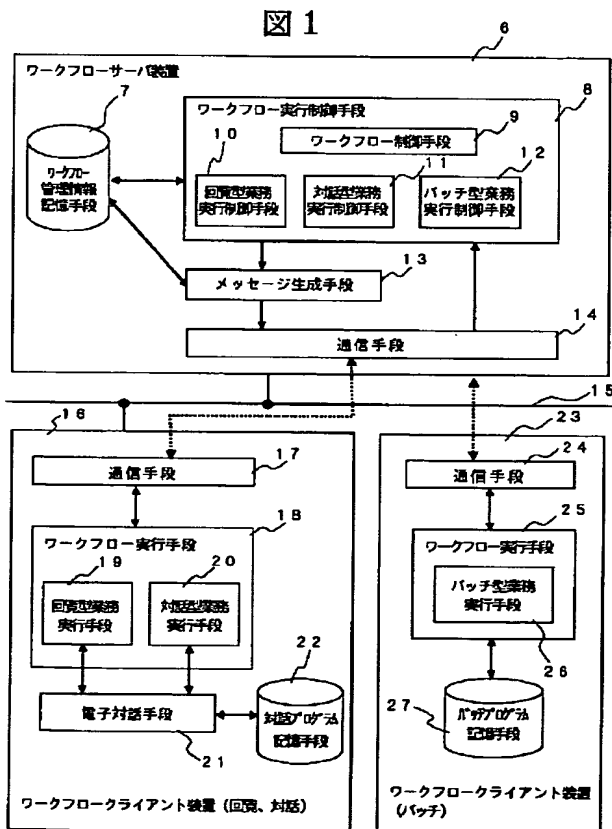 図1
6
ワークフローサーバ装置
7
8
ワークフロー実行制御手段
9
ワークフロー制御手段
10
11
12
ワークフロー
管理情報
記憶手段
回覧型業務
実行制御手段
対話型業務
実行制御手段
バッチ型業務
実行制御手段
13
メッセージ生成手段
14
通信手段
15
16
23
17
通信手段
24
通信手段
18
25
ワークフロー実行手段
19
20
ワークフロー実行手段
回覧型業務
実行手段
対話型業務
実行手段
バッチ型業務
実行手段
26
22
電子対話手段
21
対話プログラム
記憶手段
27
バッチプログラム
記憶手段
ワークフロークライアント装置(回覧、対話)
ワークフロークライアント装置
(バッチ)